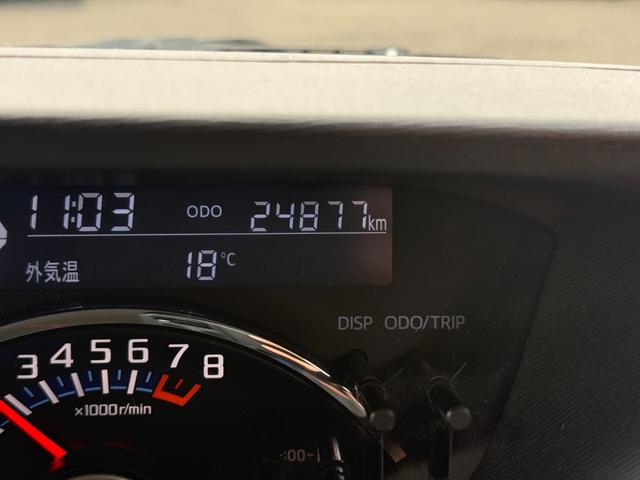 11:03 ODO 24877km
外気温 18°C
DISP ODO/TRIP
3 4 5 6 7 8
×1000r/min
:00-